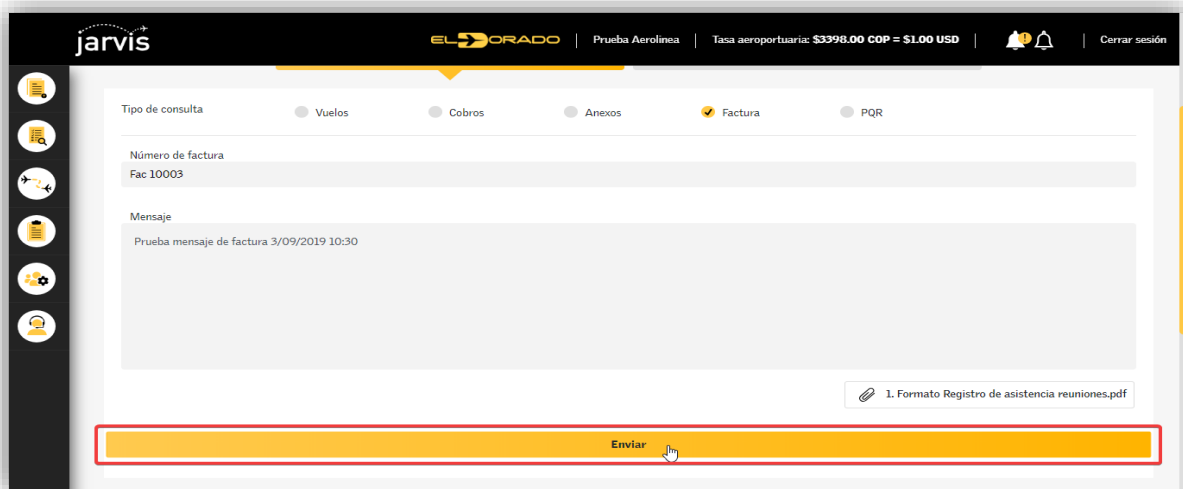 jarvis
EL DORADO | Prueba Aerolinea | Tasa aeroportuaria: $3398.00 COP = $1.00 USD | Cerrar sesión
Tipo de consulta Vuelos Cobros Anexos Factura PQR
Número de factura
Fac 10003
Mensaje
Prueba mensaje de factura 3/09/2019 10:30
1. Formato Registro de asistencia reuniones.pdf
Enviar